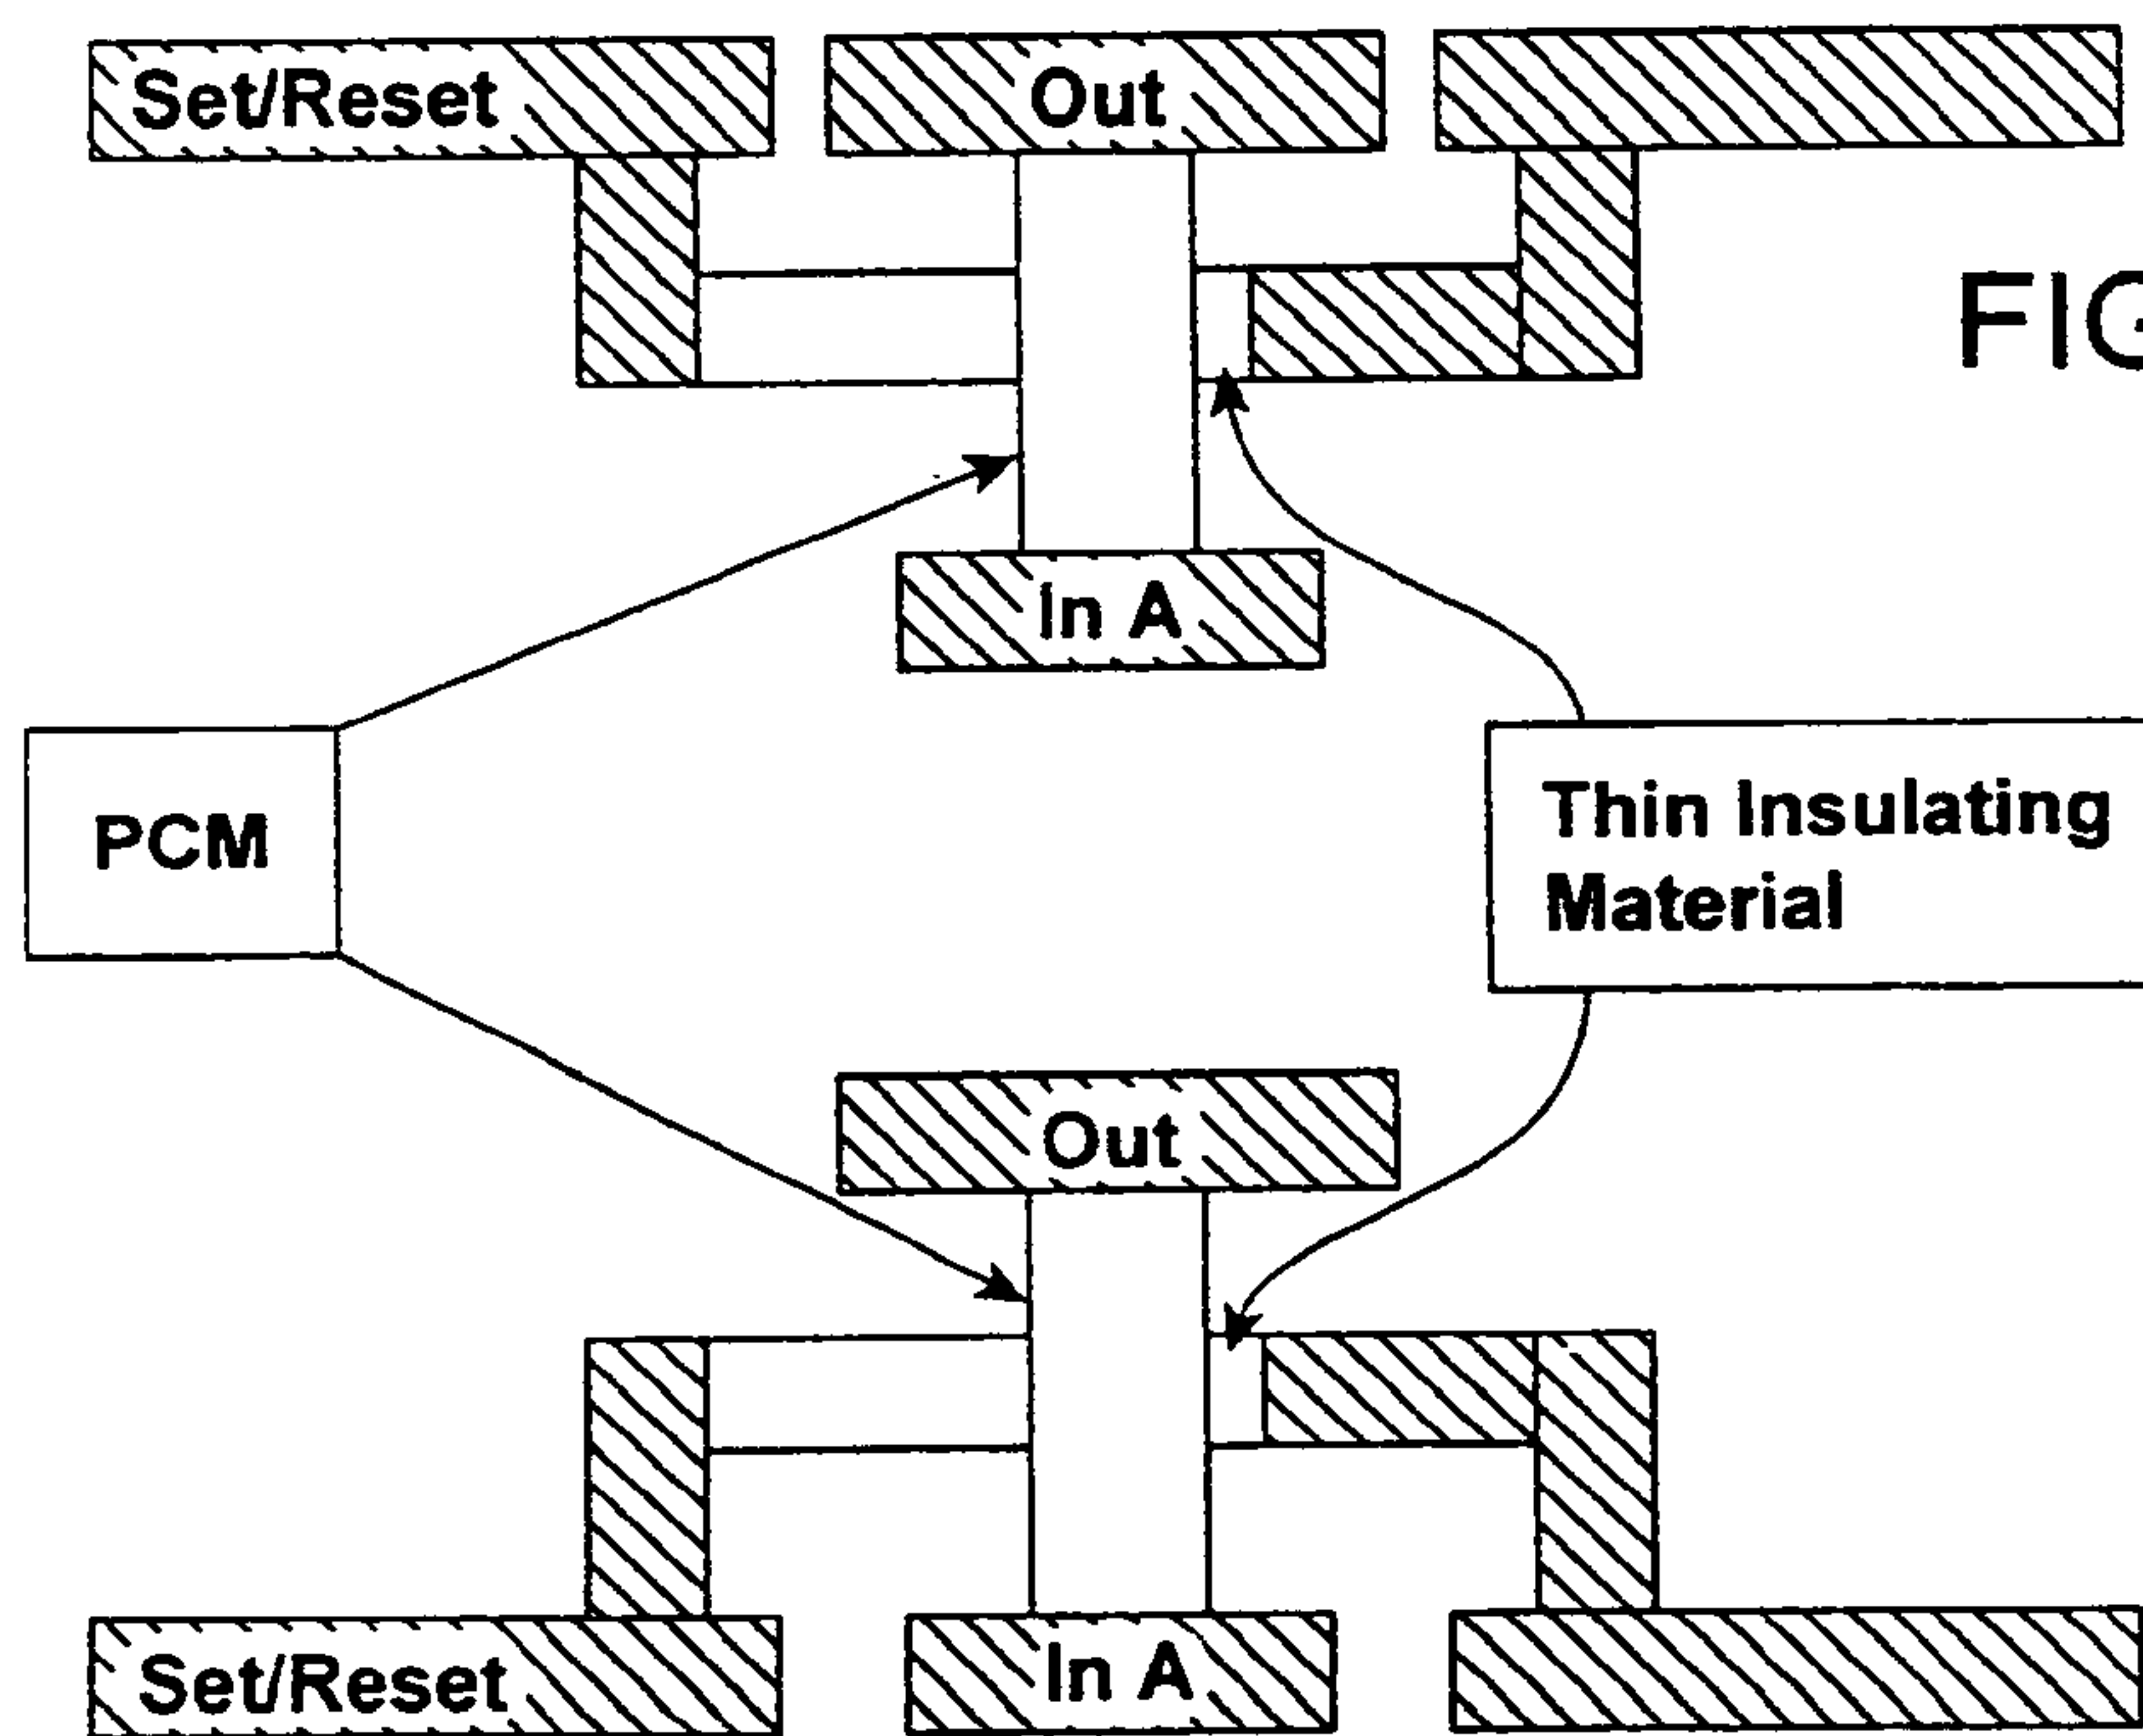 Set/Reset
Out
FIG
In A
PCM
Thin Insulating
Material
Out
Set/Reset
In A